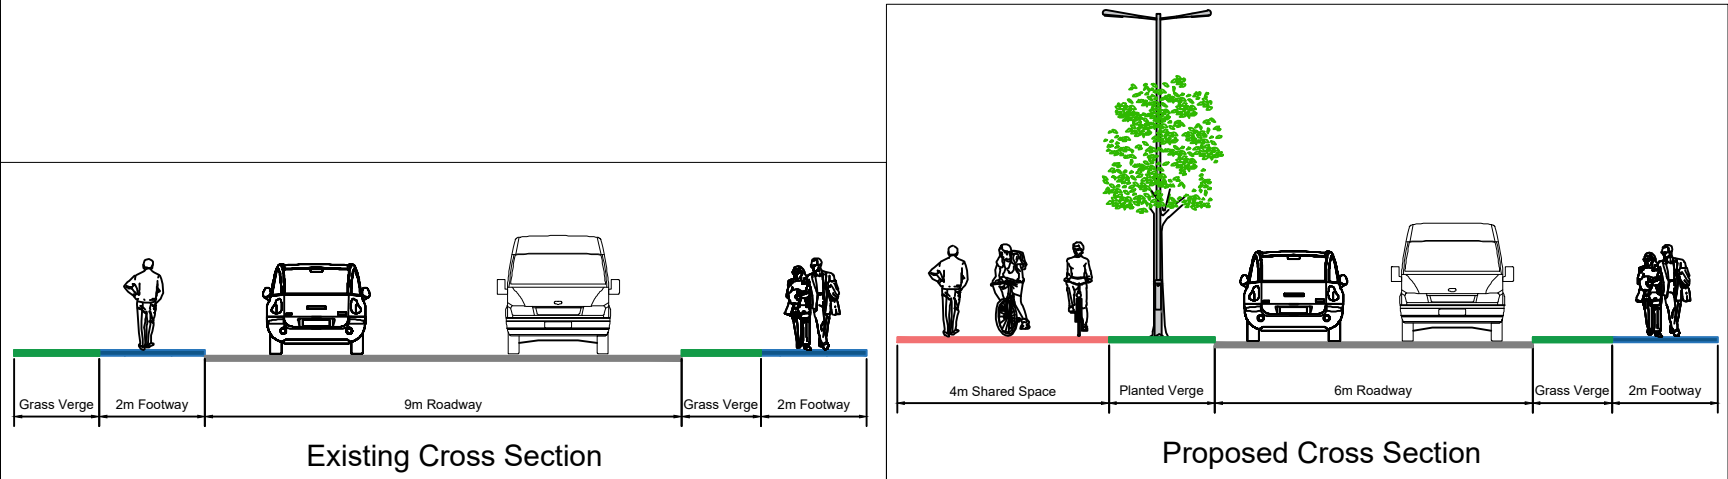 Grass Verge 2m Footway 9m Roadway Grass Verge 2m Footway
Existing Cross Section
4m Shared Space Planted Verge 6m Roadway Grass Verge 2m Footway
Proposed Cross Section